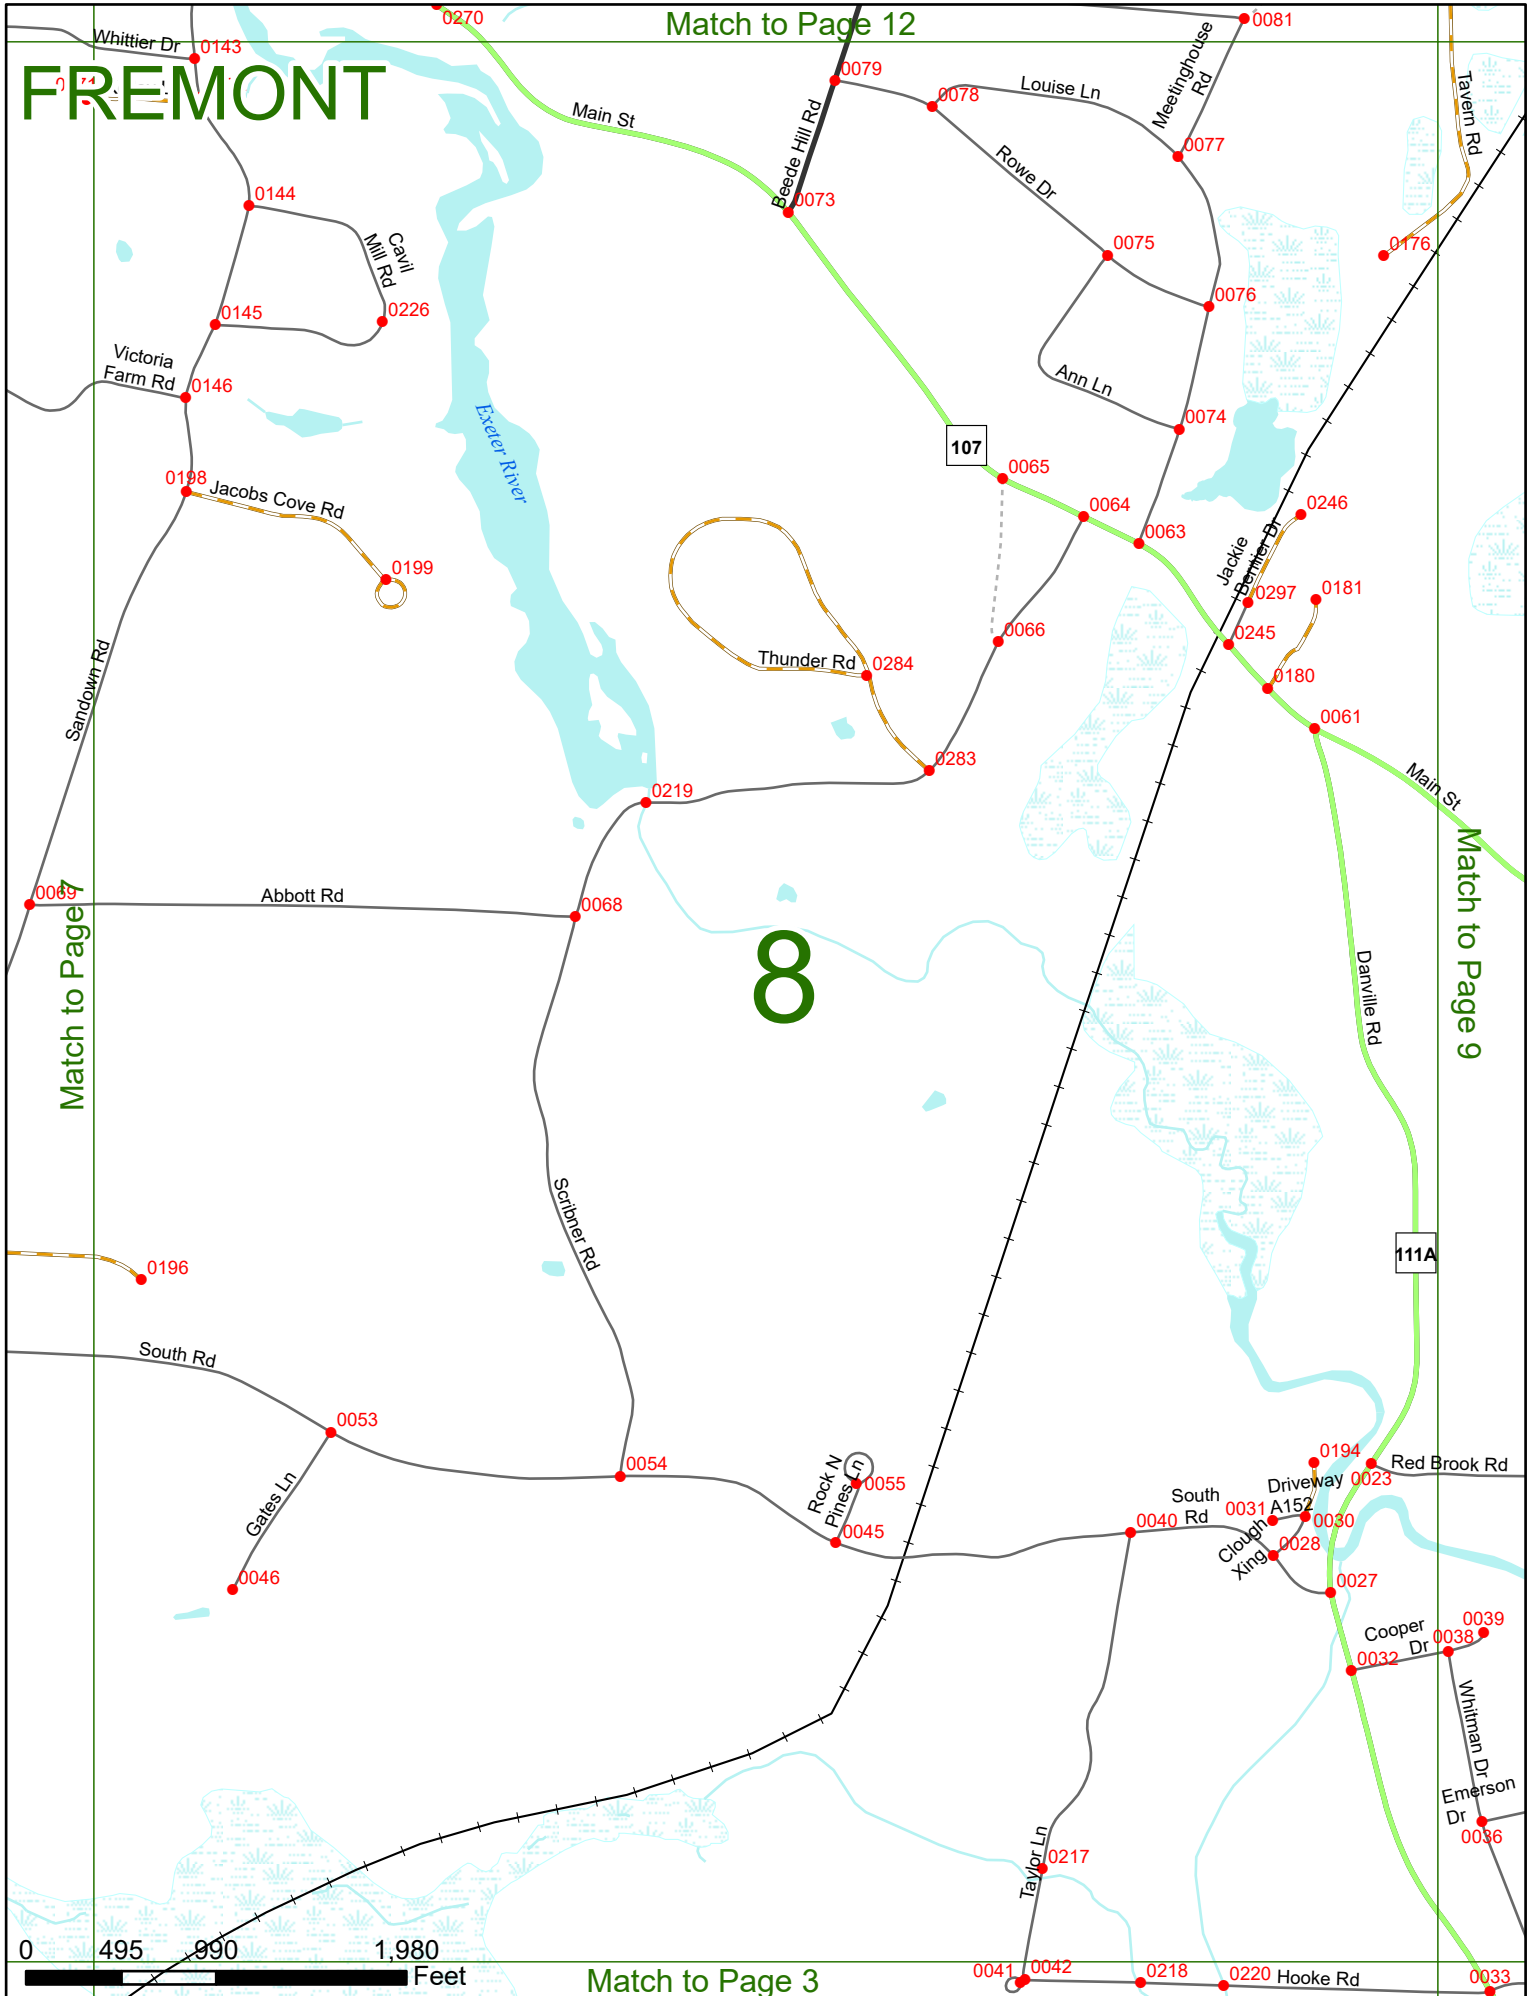 0270
Match to Page 12
0081
Whittier Dr
0143
FREMONT
0079
0078
Louise Ln
Meetinghouse
Rd
Tavern Rd
Main St
Beede Hill Rd
0077
Rowe Dr
0144
0073
Cavil
Mill Rd
0075
0176
0145
0226
0076
Victoria
Farm Rd
0146
Ann Ln
Exeter River
0074
107
0065
0198
Jacobs Cove Rd
0064
0246
0063
Jackie
Bernier Dr
0199
0297
0181
0066
0245
Sandown Rd
Thunder Rd
0284
0180
0061
0283
Main St
0219
0069
Abbott Rd
0068
Match to Page 7
8
Match to Page 9
Danville Rd
Scribner Rd
111A
0196
South Rd
0053
0054
Rock N
Pines Ln
0055
0194
Red Brook Rd
0023
Driveway
A152
Gates Ln
South
Rd
0031
0030
0045
0040
Clough
Xing
0028
0046
0027
Cooper
Dr
0039
0038
0032
Whitman Dr
Emerson
Dr
0036
Taylor Ln
0217
0
495
990
1,980
Feet
Match to Page 3
0041
0042
0218
0220
Hooke Rd
0033